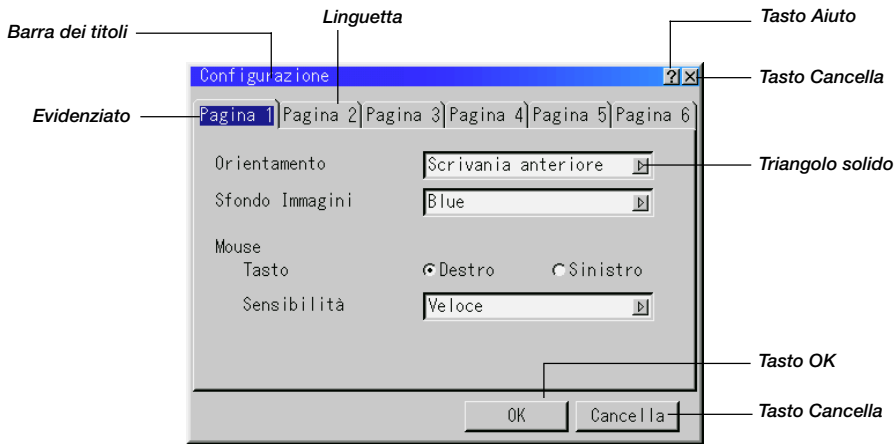 Barra dei titoli
Linguetta
Tasto Aiuto
Configurazione
? ×
Tasto Cancella
Evidenziato
Pagina 1 Pagina 2 Pagina 3 Pagina 4 Pagina 5 Pagina 6
Orientamento Scrivania anteriore
Triangolo solido
Sfondo Immagini Blue
Mouse
Tasto Destro Sinistro
Sensibilità Veloce
Tasto OK
OK Cancella
Tasto Cancella